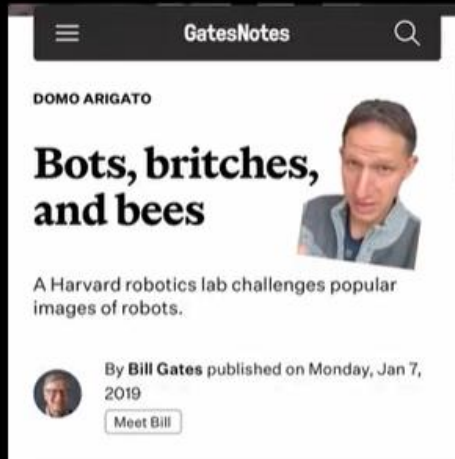 GatesNotes
DOMO ARIGATO
Bots, britches,
and bees
A Harvard robotics lab challenges popular
images of robots.
By Bill Gates published on Monday, Jan 7,
2019
Meet Bill